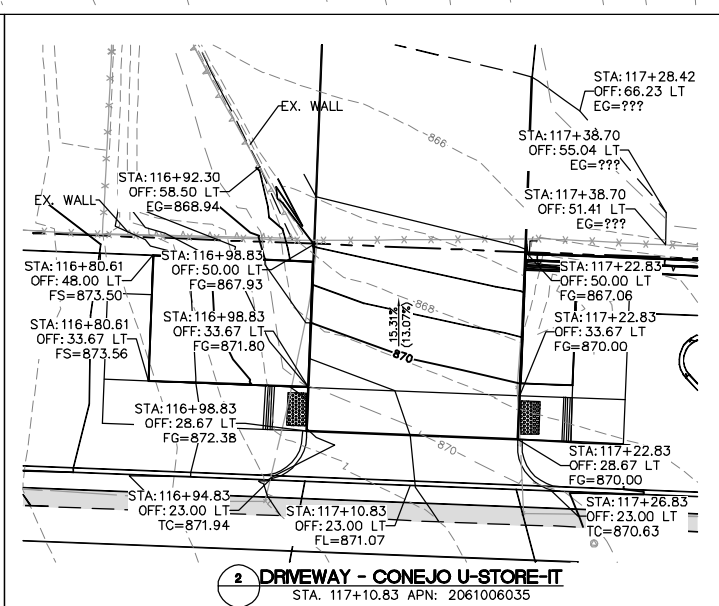 866
STA: 117+28.42
OFF: 66.23 LT
EG=???
EX. WALL
STA: 117+38.70
OFF: 55.04 LT
EG=???
STA: 116+92.30
OFF: 58.50 LT
EG=868.94
STA: 117+38.70
OFF: 51.41 LT
EG=???
EX. WALL
STA: 116+80.61
OFF: 48.00 LT
FS=873.50
STA: 116+98.83
OFF: 50.00 LT
FG=867.93
STA: 117+22.83
OFF: 50.00 LT
FG=867.06
868
15.31%
(13.07%)
870
STA: 116+80.61
OFF: 33.67 LT
FS=873.56
STA: 116+98.83
OFF: 33.67 LT
FG=871.80
STA: 117+22.83
OFF: 33.67 LT
FG=870.00
STA: 116+98.83
OFF: 28.67 LT
FG=872.38
870
STA: 117+22.83
OFF: 28.67 LT
FG=870.00
STA: 116+94.83
OFF: 23.00 LT
TC=871.94
STA: 117+10.83
OFF: 23.00 LT
FL=871.07
STA: 117+26.83
OFF: 23.00 LT
TC=870.63
2 DRIVEWAY - CONEJO U-STORE-IT
STA. 117+10.83 APN: 2061006035